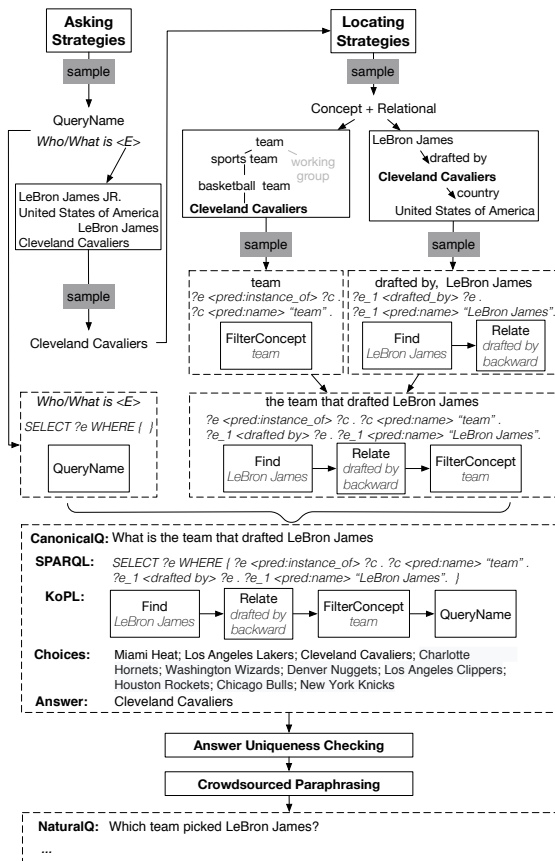 Asking
Strategies
Locating
Strategies
sample
sample
QueryName
Who/What is <E>
Concept + Relational
LeBron James JR.
United States of America
LeBron James
Cleveland Cavaliers
team
sports team
working
group
basketball team
Cleveland Cavaliers
LeBron James
drafted by
Cleveland Cavaliers
country
United States of America
sample
sample
sample
Cleveland Cavaliers
team
?e <pred:instance_of> ?c .
?c <pred:name> “team” .
FilterConcept
team
drafted by, LeBron James
?e_1 <drafted_by> ?e .
?e_1 <pred:name> “LeBron James”.
Find
LeBron James
Relate
drafted by
backward
Who/What is <E>
SELECT ?e WHERE { }
QueryName
the team that drafted LeBron James
?e <pred:instance_of> ?c . ?c <pred:name> “team” .
?e_1 <drafted by> ?e . ?e_1 <pred:name> “LeBron James”.
Find
LeBron James
Relate
drafted by
backward
FilterConcept
team
CanonicalQ: What is the team that drafted LeBron James
SPARQL: SELECT ?e WHERE { ?e <pred:instance_of> ?c . ?c <pred:name> “team” .
?e_1 <drafted by> ?e . ?e_1 <pred:name> “LeBron James”. }
KoPL:
Find
LeBron James
Relate
drafted by
backward
FilterConcept
team
QueryName
Choices: Miami Heat; Los Angeles Lakers; Cleveland Cavaliers; Charlotte
Hornets; Washington Wizards; Denver Nuggets; Los Angeles Clippers;
Houston Rockets; Chicago Bulls; New York Knicks
Answer: Cleveland Cavaliers
Answer Uniqueness Checking
Crowdsourced Paraphrasing
NaturalQ: Which team picked LeBron James?
...